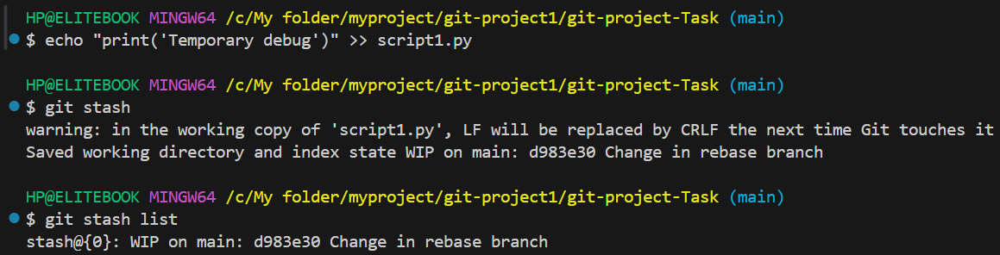 HP@ELITEBOOK MINGW64 /c/My folder/myproject/git-project1/git-project-Task (main)
$ echo "print('Temporary debug')" >> script1.py
HP@ELITEBOOK MINGW64 /c/My folder/myproject/git-project1/git-project-Task (main)
$ git stash
warning: in the working copy of 'script1.py', LF will be replaced by CRLF the next time Git touches it
Saved working directory and index state WIP on main: d983e30 Change in rebase branch
HP@ELITEBOOK MINGW64 /c/My folder/myproject/git-project1/git-project-Task (main)
$ git stash list
stash@{0}: WIP on main: d983e30 Change in rebase branch